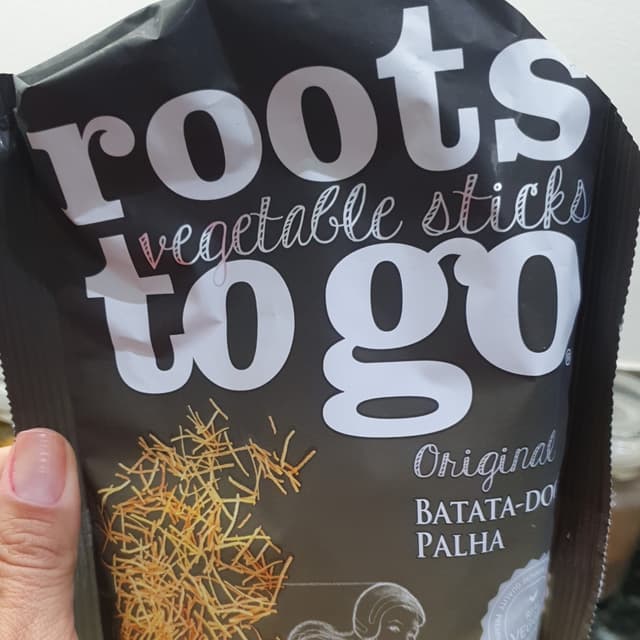 roots
vegetable sticks
to go
®
Original
BATATA-DO
PALHA